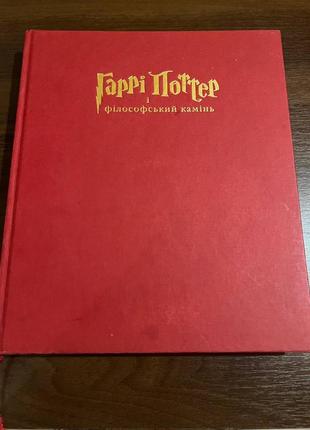 Гаррі Поттер
і
філософський камінь